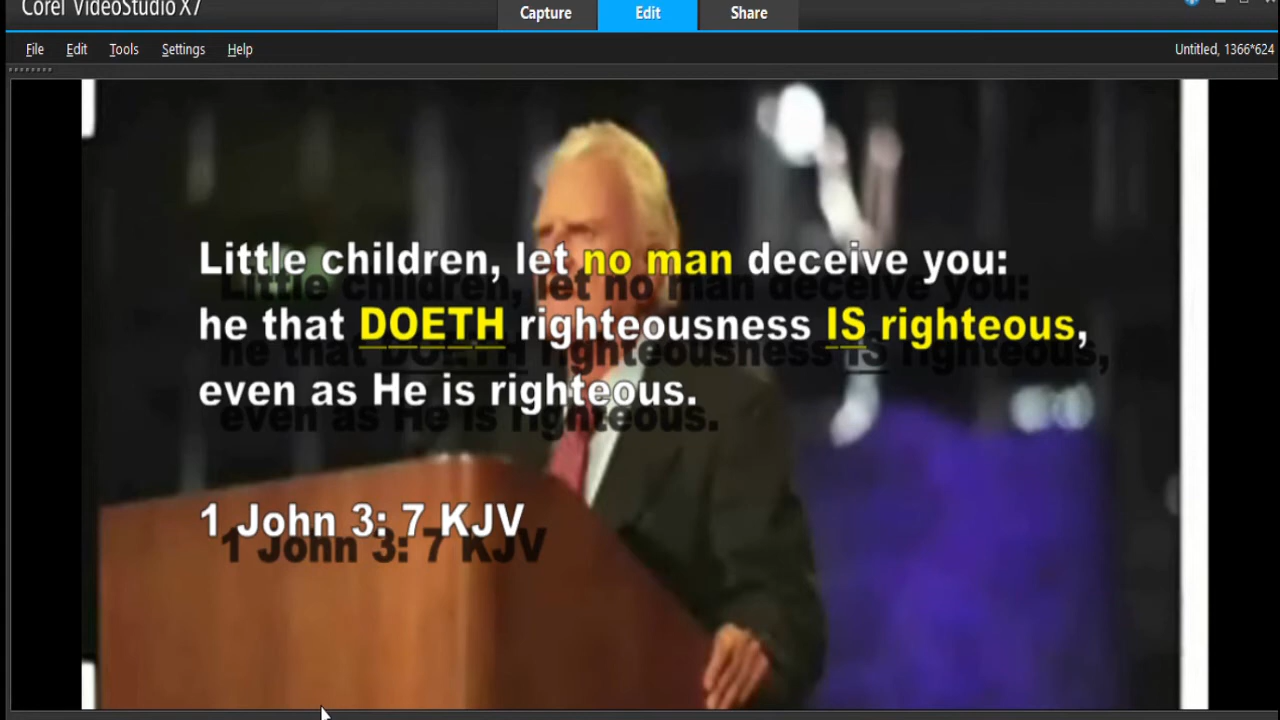 Corel VideoStudio X7
Capture Edit Share
File Edit Tools Settings Help
Untitled, 1366*624
Little children, let no man deceive you:
he that DOETH righteousness IS righteous,
even as He is righteous.
1 John 3: 7 KJV